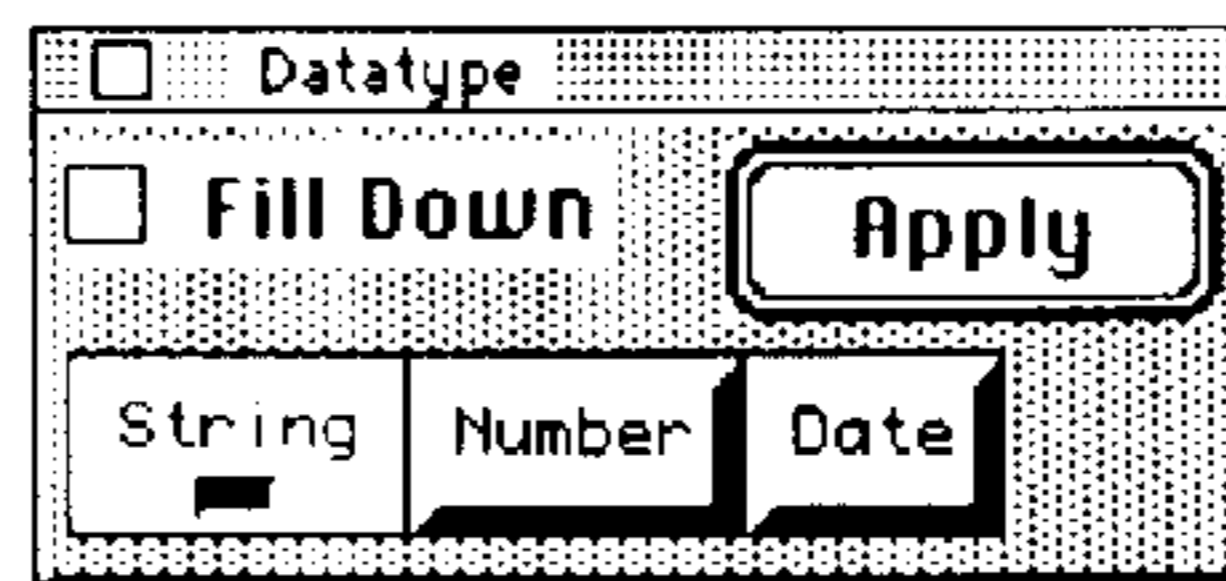 Datatype
Fill Down
Apply
String
Number
Date